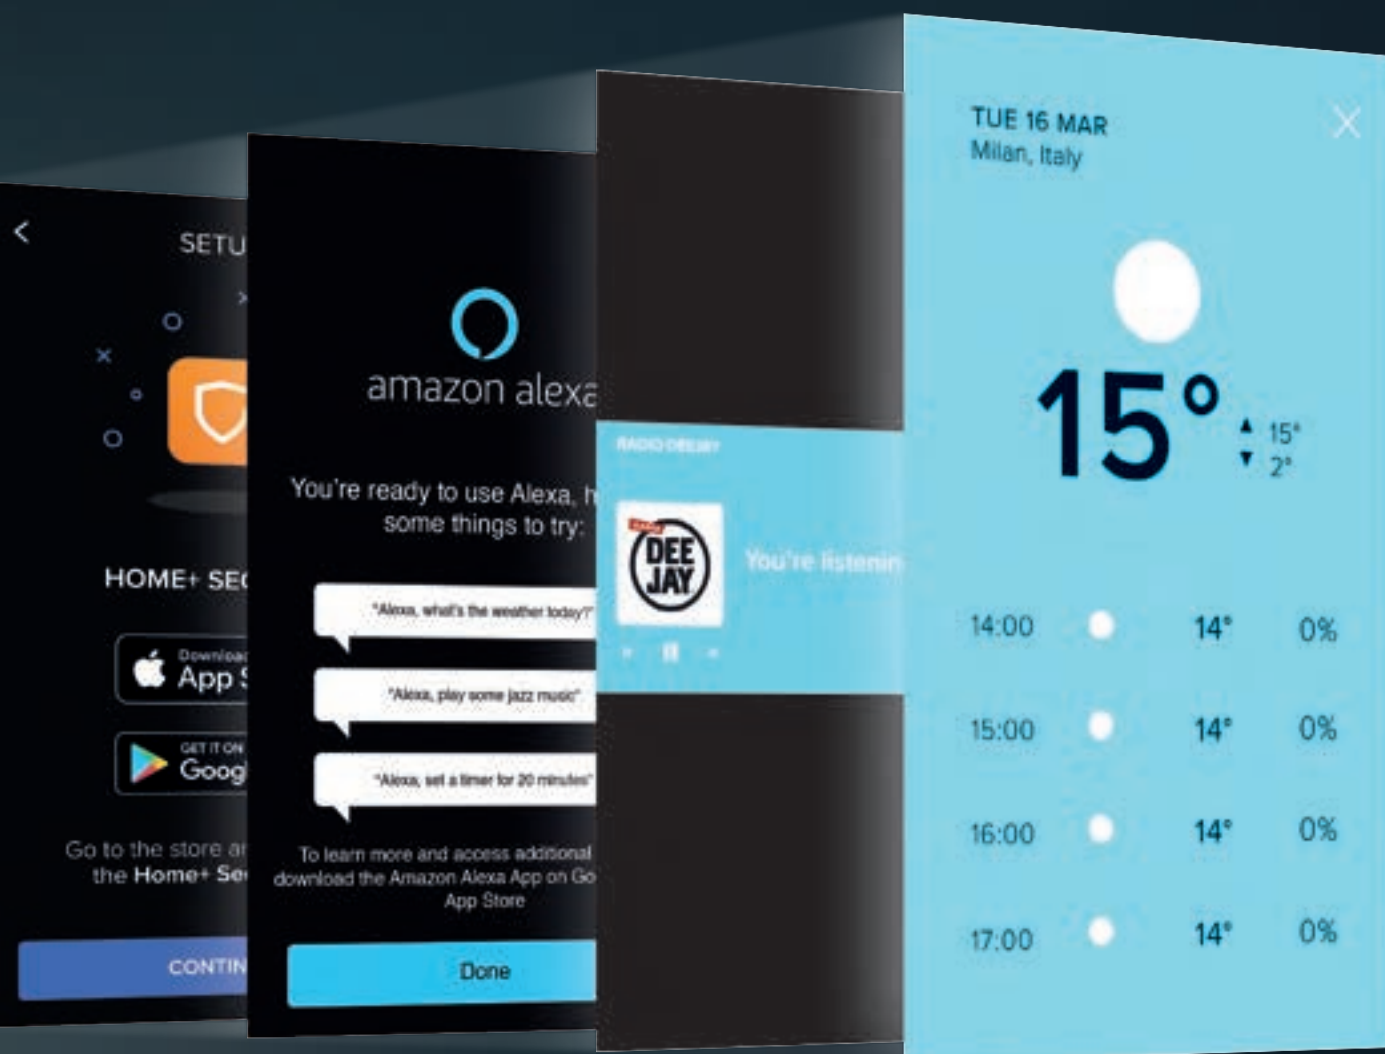 SETU
HOME+ SEC
Download
App S
GET IT ON
Goog
Go to the store an
the Home+ Sec
CONTIN
amazon alexa
You're ready to use Alexa, h
some things to try:
"Alexa, what's the weather today?"
"Alexa, play some jazz music"
"Alexa, set a timer for 20 minutes"
To learn more and access additional
download the Amazon Alexa App on Go
App Store
Done
RADIO DEEJAY
DEE
JAY
You're listenin
TUE 16 MAR
Milan, Italy
15°
15°
2°
14:00 14° 0%
15:00 14° 0%
16:00 14° 0%
17:00 14° 0%